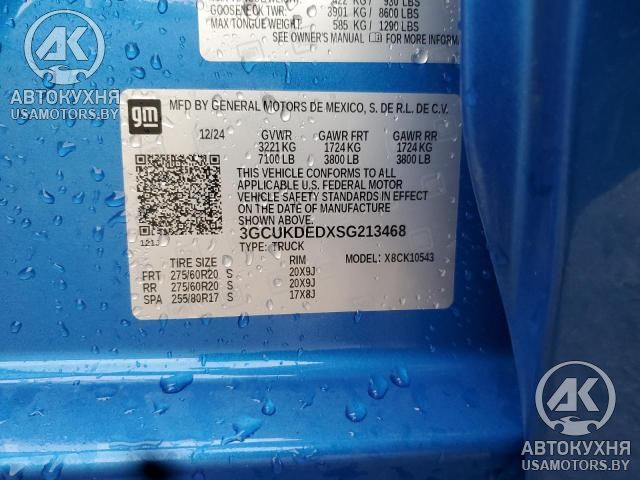 422 KG / 930 LBS
GOOSENECK TWR 3901 KG / 8600 LBS
MAX TONGUE WEIGHT: 585 KG / 1290 LBS
SEE OWNER'S MANUAL FOR MORE INFORMATION
AK
АВТОКУХНЯ
USAMOTORS.BY
gm
MFD BY GENERAL MOTORS DE MEXICO, S. DE R.L. DE C.V.
12/24 GVWR GAWR FRT GAWR RR
3221 KG 1724 KG 1724 KG
7100 LB 3800 LB 3800 LB
THIS VEHICLE CONFORMS TO ALL
APPLICABLE U.S. FEDERAL MOTOR
VEHICLE SAFETY STANDARDS IN EFFECT
ON THE DATE OF MANUFACTURE
SHOWN ABOVE.
3GCUKDEDXSG213468
TYPE: TRUCK
TIRE SIZE RIM MODEL: X8CK10543
FRT 275/60R20 S 20X9J
RR 275/60R20 S 20X9J
SPA 255/80R17 S 17X8J
AK
АВТОКУХНЯ
USAMOTORS.BY